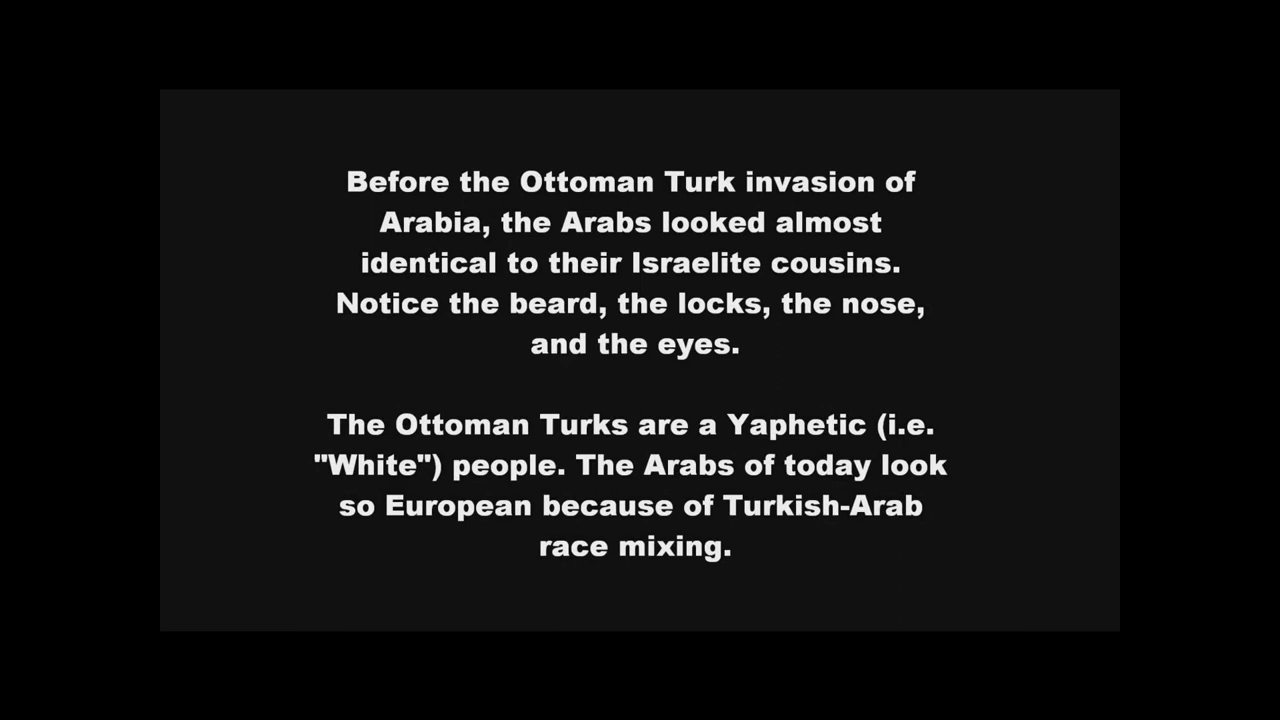 Before the Ottoman Turk invasion of
Arabia, the Arabs looked almost
identical to their Israelite cousins.
Notice the beard, the locks, the nose,
and the eyes.
The Ottoman Turks are a Yaphetic (i.e.
"White") people. The Arabs of today look
so European because of Turkish-Arab
race mixing.